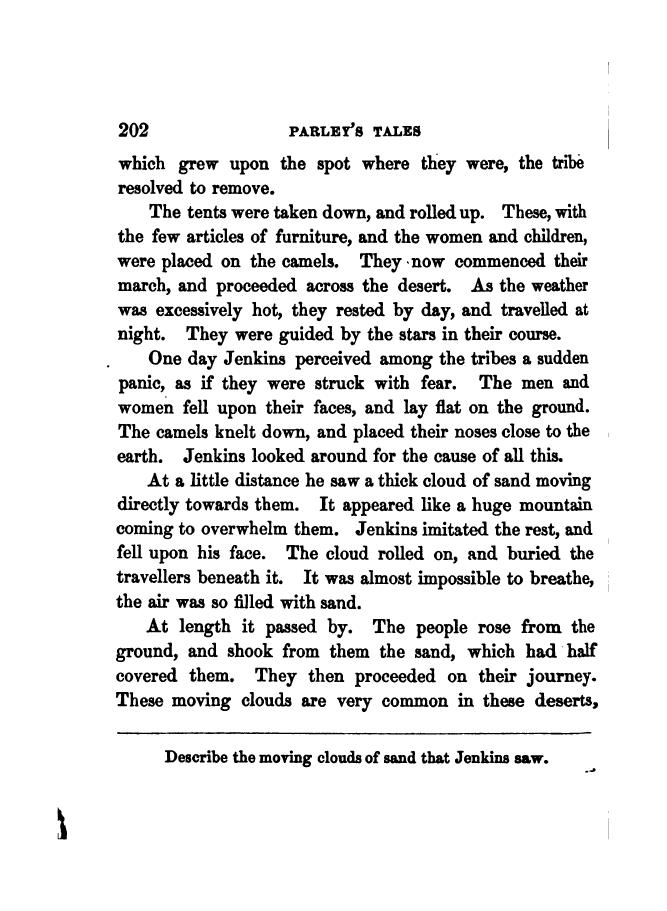 202 PARLEY'S TALES
which grew upon the spot where they were, the tribe
resolved to remove.
The tents were taken down, and rolled up. These, with
the few articles of furniture, and the women and children,
were placed on the camels. They now commenced their
march, and proceeded across the desert. As the weather
was excessively hot, they rested by day, and travelled at
night. They were guided by the stars in their course.
One day Jenkins perceived among the tribes a sudden
panic, as if they were struck with fear. The men and
women fell upon their faces, and lay flat on the ground.
The camels knelt down, and placed their noses close to the
earth. Jenkins looked around for the cause of all this.
At a little distance he saw a thick cloud of sand moving
directly towards them. It appeared like a huge mountain
coming to overwhelm them. Jenkins imitated the rest, and
fell upon his face. The cloud rolled on, and buried the
travellers beneath it. It was almost impossible to breathe,
the air was so filled with sand.
At length it passed by. The people rose from the
ground, and shook from them the sand, which had half
covered them. They then proceeded on their journey.
These moving clouds are very common in these deserts,
Describe the moving clouds of sand that Jenkins saw.